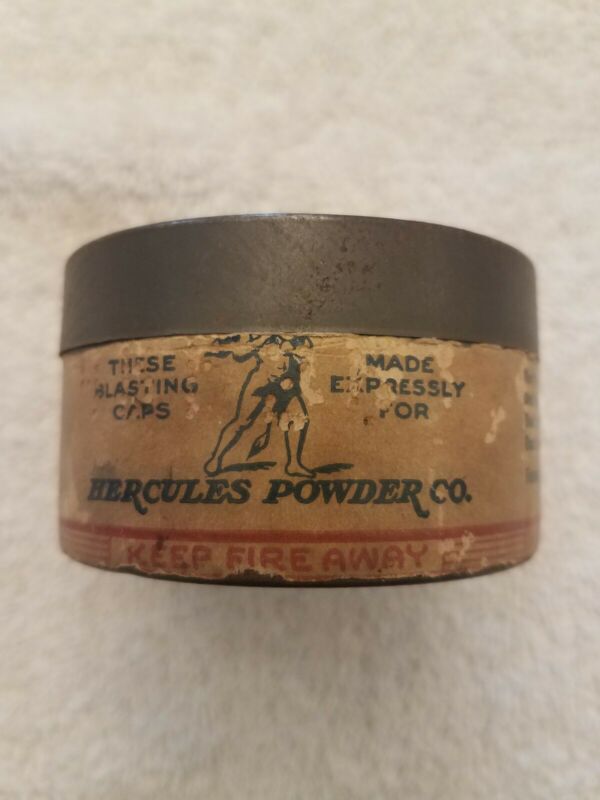 THESE
BLASTING
CAPS
MADE
EXPRESSLY
FOR
HERCULES POWDER CO.
KEEP FIRE AWAY